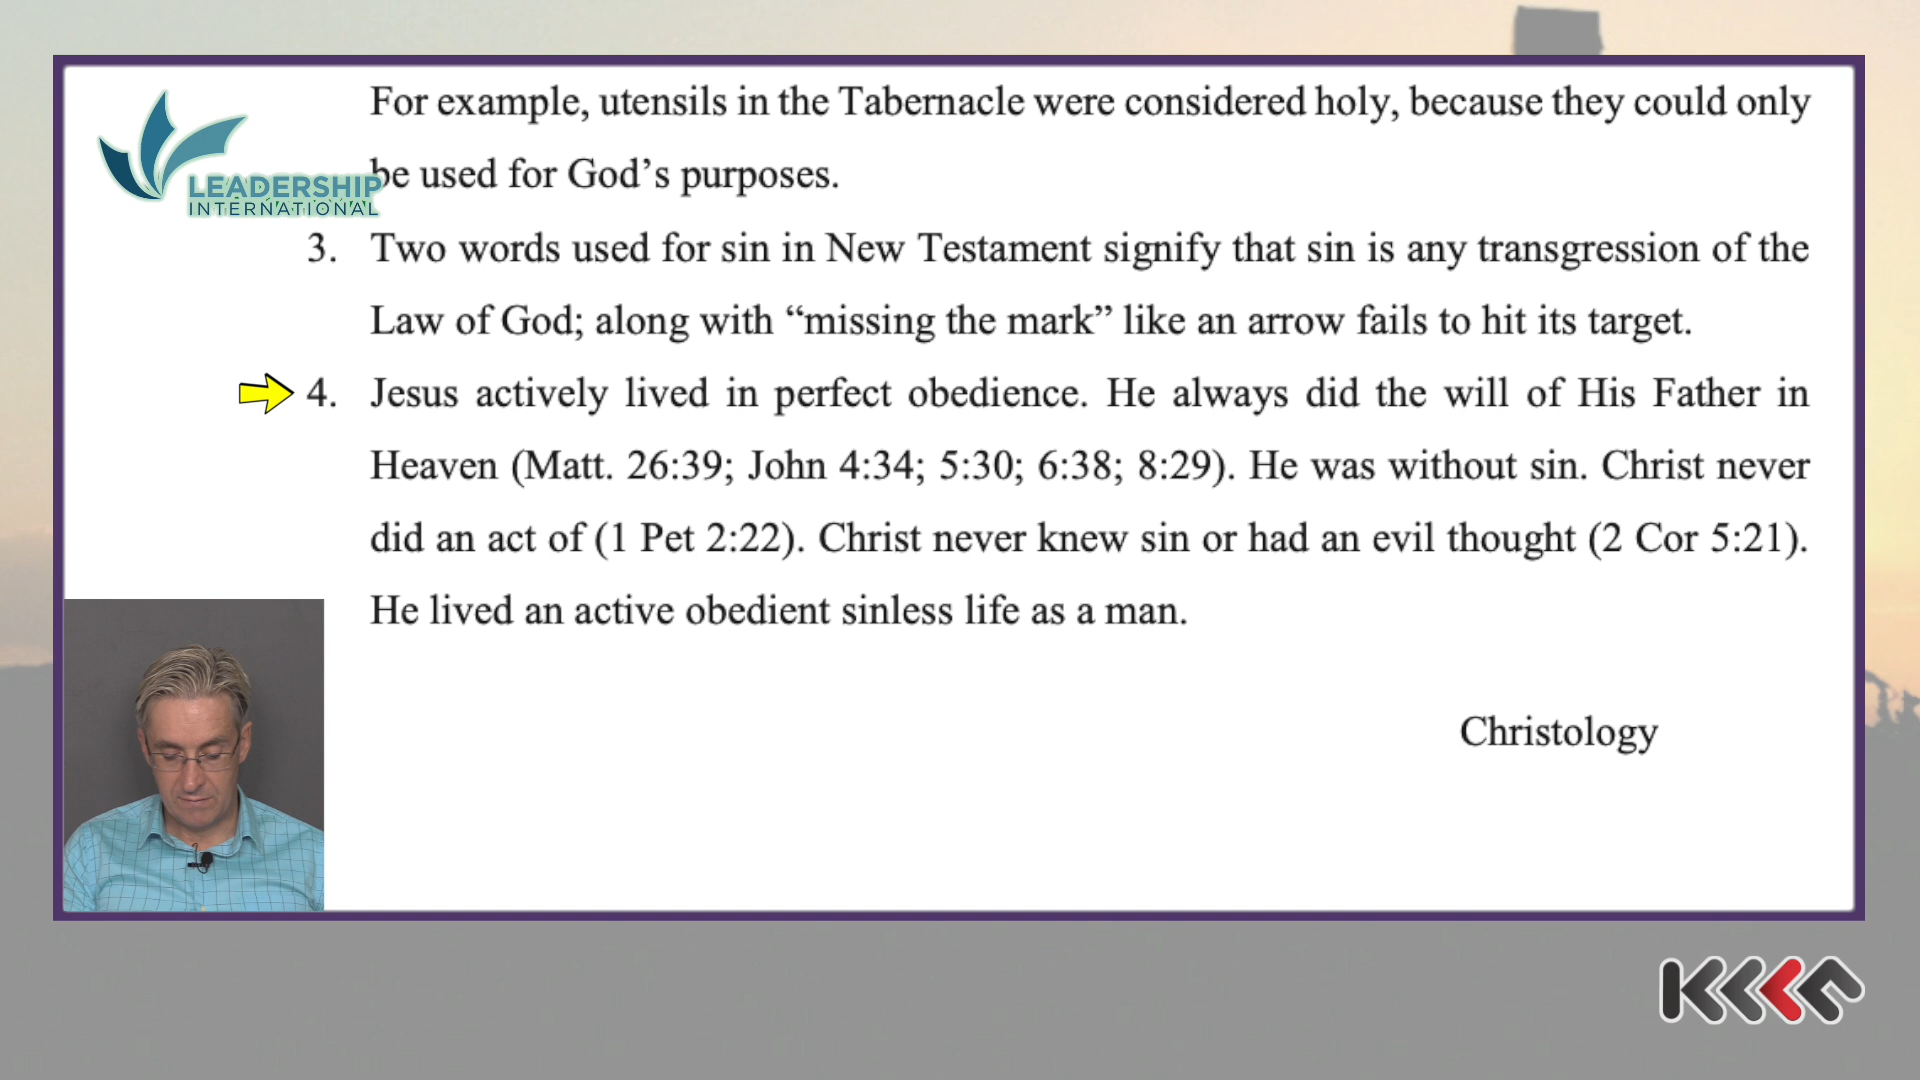 For example, utensils in the Tabernacle were considered holy, because they could only
be used for God’s purposes.
LEADERSHIP
INTERNATIONAL
3. Two words used for sin in New Testament signify that sin is any transgression of the
Law of God; along with “missing the mark” like an arrow fails to hit its target.
4. Jesus actively lived in perfect obedience. He always did the will of His Father in
Heaven (Matt. 26:39; John 4:34; 5:30; 6:38; 8:29). He was without sin. Christ never
did an act of (1 Pet 2:22). Christ never knew sin or had an evil thought (2 Cor 5:21).
He lived an active obedient sinless life as a man.
Christology